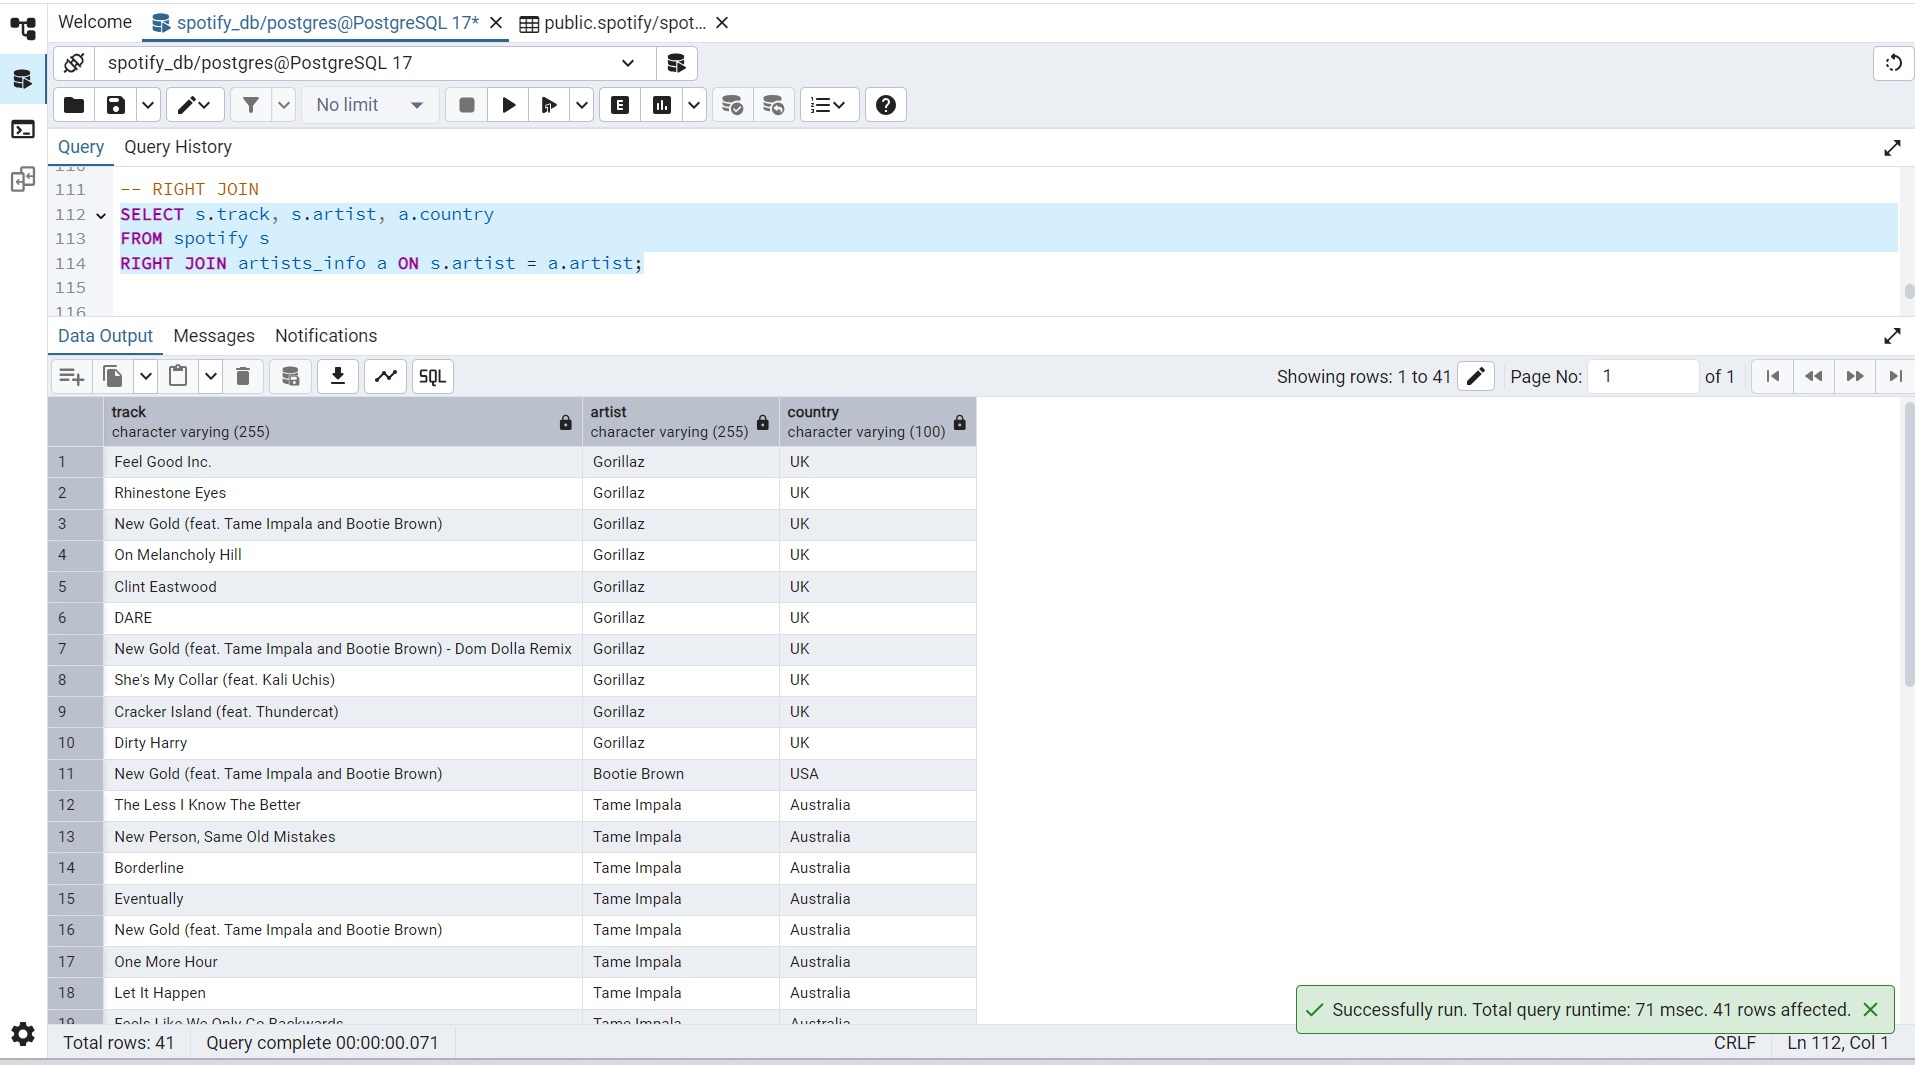 Welcome spotify_db/postgres@PostgreSQL 17* public.spotify/spot...
spotify_db/postgres@PostgreSQL 17
No limit
E
Query Query History
110
111 -- RIGHT JOIN
112 SELECT s.track, s.artist, a.country
113 FROM spotify s
114 RIGHT JOIN artists_info a ON s.artist = a.artist;
115
116
Data Output Messages Notifications
SQL Showing rows: 1 to 41 Page No: 1 of 1
track artist country
character varying (255) character varying (255) character varying (100)
1 Feel Good Inc. Gorillaz UK
2 Rhinestone Eyes Gorillaz UK
3 New Gold (feat. Tame Impala and Bootie Brown) Gorillaz UK
4 On Melancholy Hill Gorillaz UK
5 Clint Eastwood Gorillaz UK
6 DARE Gorillaz UK
7 New Gold (feat. Tame Impala and Bootie Brown) - Dom Dolla Remix Gorillaz UK
8 She's My Collar (feat. Kali Uchis) Gorillaz UK
9 Cracker Island (feat. Thundercat) Gorillaz UK
10 Dirty Harry Gorillaz UK
11 New Gold (feat. Tame Impala and Bootie Brown) Bootie Brown USA
12 The Less I Know The Better Tame Impala Australia
13 New Person, Same Old Mistakes Tame Impala Australia
14 Borderline Tame Impala Australia
15 Eventually Tame Impala Australia
16 New Gold (feat. Tame Impala and Bootie Brown) Tame Impala Australia
17 One More Hour Tame Impala Australia
18 Let It Happen Tame Impala Australia
19 Feels Like We Only Go Backwards Tame Impala Australia
Successfully run. Total query runtime: 71 msec. 41 rows affected.
Total rows: 41 Query complete 00:00:00.071 CRLF Ln 112, Col 1